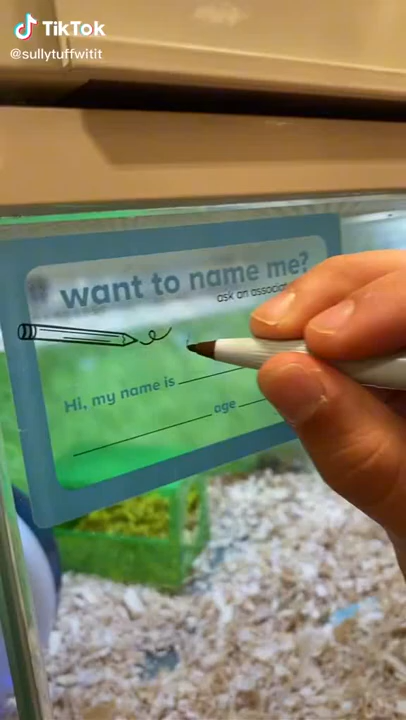 TikTok
@sullytuffwitit
want to name me?
ask an associat
Hi, my name is
age